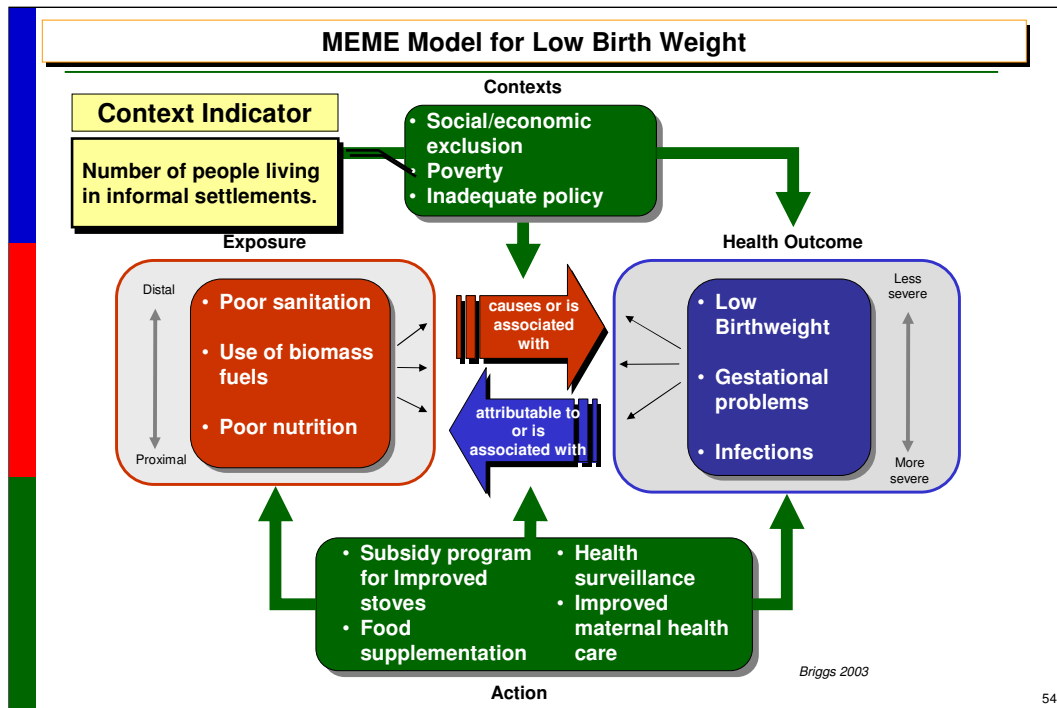 MEME Model for Low Birth Weight
Contexts
Context Indicator
Number of people living
in informal settlements.
• Social/economic
exclusion
• Poverty
• Inadequate policy
Exposure
Health Outcome
Distal
Proximal
• Poor sanitation
• Use of biomass
fuels
• Poor nutrition
causes or is
associated
with
attributable to
or is
associated with
• Low
Birthweight
• Gestational
problems
• Infections
Less
severe
More
severe
• Subsidy program
for Improved
stoves
• Food
supplementation
• Health
surveillance
• Improved
maternal health
care
Briggs 2003
Action
54